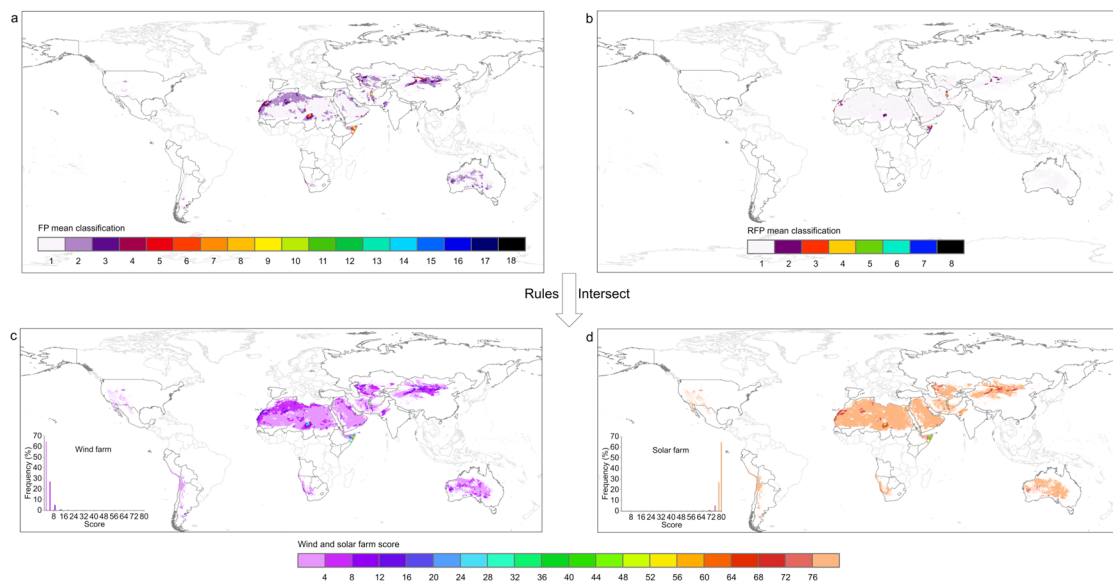 a
b
FP mean classification
1 2 3 4 5 6 7 8 9 10 11 12 13 14 15 16 17 18
RFP mean classification
1 2 3 4 5 6 7 8
Rules Intersect
c
d
70
60
50
40
30
20
10
0
Frequency (%)
Wind farm
8 16 24 32 40 48 56 64 72 80
Score
70
60
50
40
30
20
10
0
Frequency (%)
Solar farm
8 16 24 32 40 48 56 64 72 80
Score
Wind and solar farm score
4 8 12 16 20 24 28 32 36 40 44 48 52 56 60 64 68 72 76